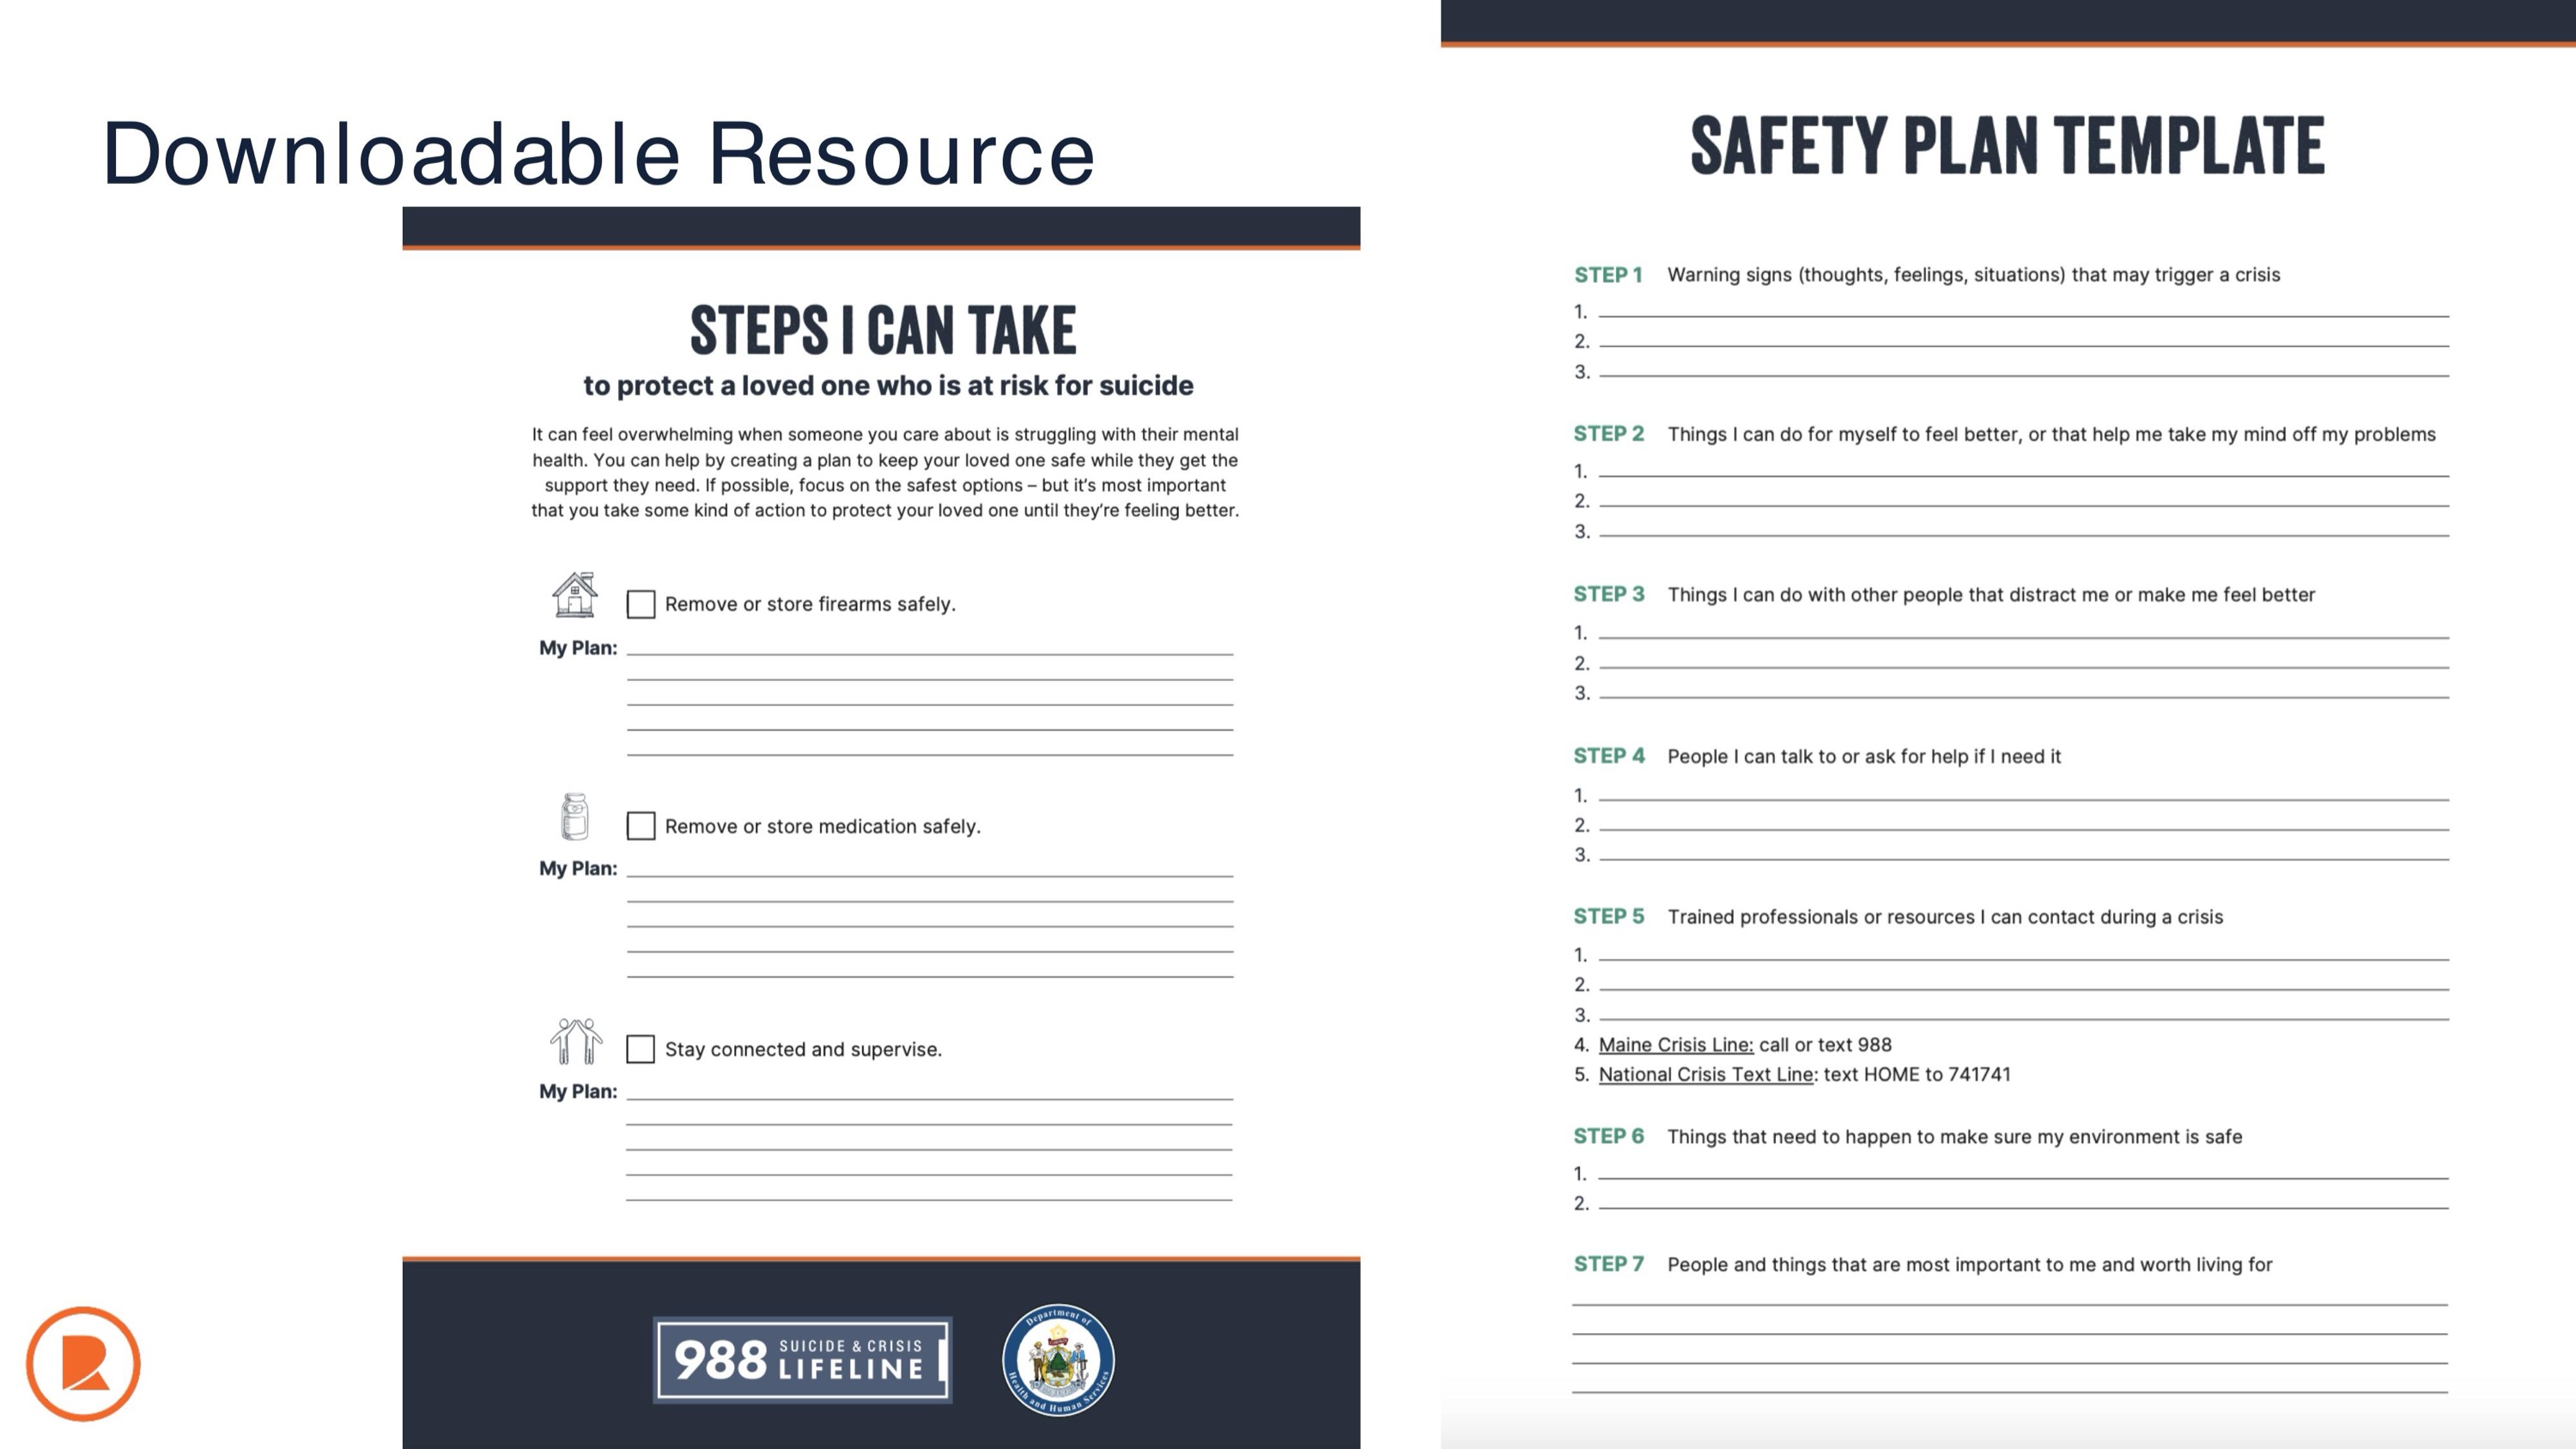 Downloadable Resource
STEPS I CAN TAKE
to protect a loved one who is at risk for suicide
It can feel overwhelming when someone you care about is struggling with their mental
health. You can help by creating a plan to keep your loved one safe while they get the
support they need. If possible, focus on the safest options – but it's most important
that you take some kind of action to protect your loved one until they're feeling better.
Remove or store firearms safely.
My Plan:
Remove or store medication safely.
My Plan:
Stay connected and supervise.
My Plan:
988 SUICIDE & CRISIS
LIFELINE
Department of
Health and Human Services
SAFETY PLAN TEMPLATE
STEP 1 Warning signs (thoughts, feelings, situations) that may trigger a crisis
1.
2.
3.
STEP 2 Things I can do for myself to feel better, or that help me take my mind off my problems
1.
2.
3.
STEP 3 Things I can do with other people that distract me or make me feel better
1.
2.
3.
STEP 4 People I can talk to or ask for help if I need it
1.
2.
3.
STEP 5 Trained professionals or resources I can contact during a crisis
1.
2.
3.
4. Maine Crisis Line: call or text 988
5. National Crisis Text Line: text HOME to 741741
STEP 6 Things that need to happen to make sure my environment is safe
1.
2.
STEP 7 People and things that are most important to me and worth living for
R